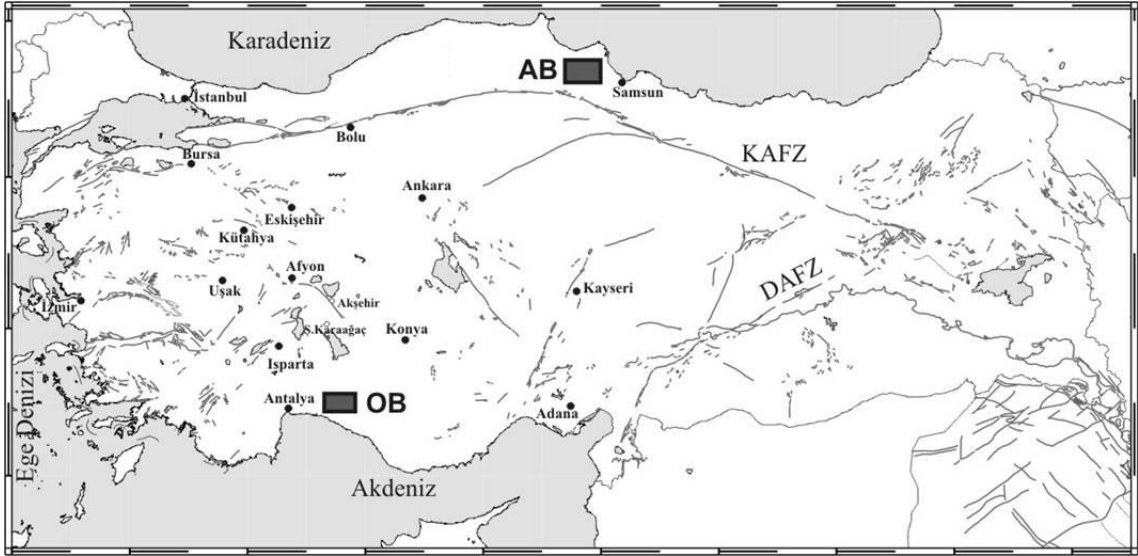 Karadeniz
AB
Samsun
İstanbul
Bolu
Bursa
KAFZ
Ankara
Eskişehir
Kütahya
Afyon
Uşak
Akşehir
Kayseri
DAFZ
İzmir
Ş.Karaağaç
Konya
Isparta
Antalya
OB
Adana
Ege Denizi
Akdeniz